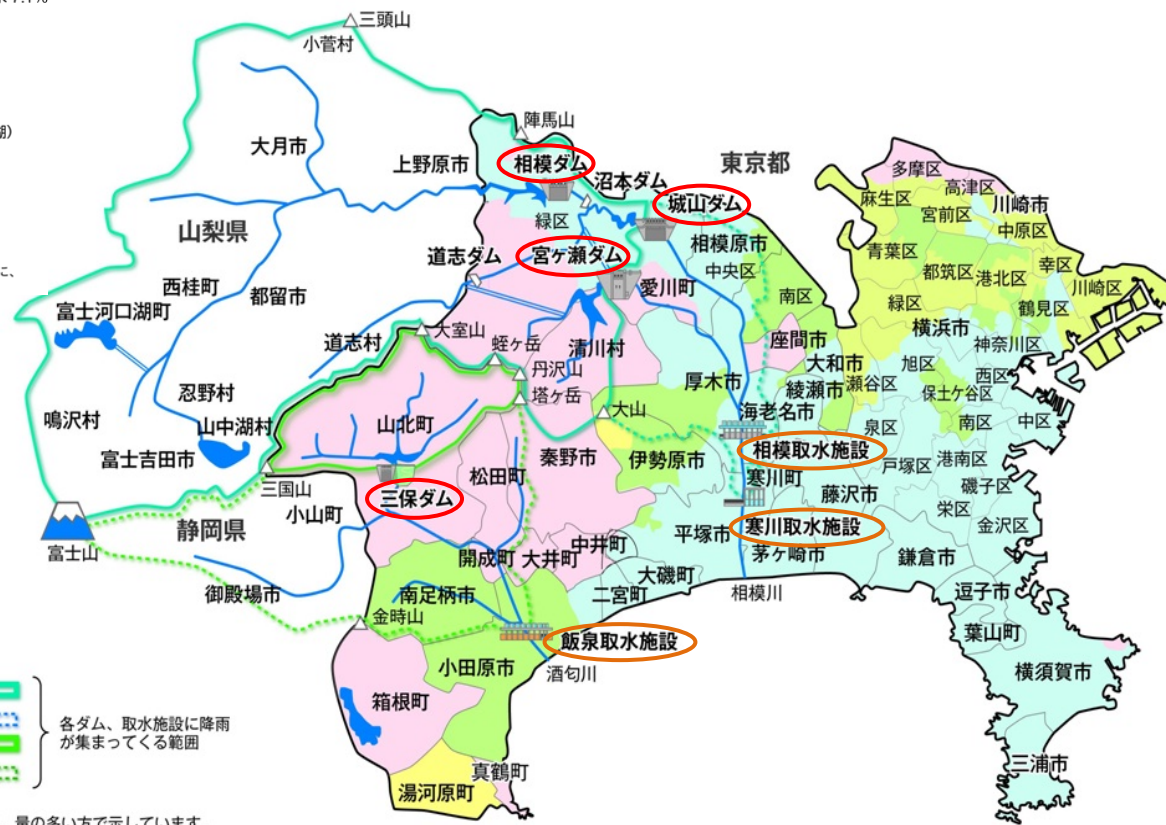 三頭山
小菅村
湖)
陣馬山
大月市
上野原市
相模ダム
沼本ダム
東京都
多摩区
麻生区
高津区
川崎市
宮前区
中原区
城山ダム
山梨県
緑区
相模原市
道志ダム
宮ヶ瀬ダム
中央区
青葉区
都筑区
港北区
幸区
川崎区
に、
西桂町
都留市
愛川町
南区
緑区
鶴見区
富士河口湖町
大室山
横浜市
神奈川区
道志村
蛭ヶ岳
清川村
座間市
大和市
旭区
西区
丹沢山
厚木市
綾瀬市
瀬谷区
保土ケ谷区
忍野村
塔ヶ岳
大山
海老名市
鳴沢村
山中湖村
山北町
泉区
南区
中区
富士吉田市
秦野市
伊勢原市
相模取水施設
戸塚区
港南区
松田町
寒川町
三国山
三保ダム
藤沢市
磯子区
小山町
栄区
静岡県
平塚市
寒川取水施設
金沢区
富士山
開成町
大井町
中井町
茅ヶ崎市
鎌倉市
大磯町
御殿場市
南足柄市
二宮町
相模川
逗子市
金時山
葉山町
飯泉取水施設
小田原市
酒匂川
横須賀市
箱根町
各ダム、取水施設に降雨
が集まってくる範囲
三浦市
真鶴町
湯河原町
量の多い方で示しています